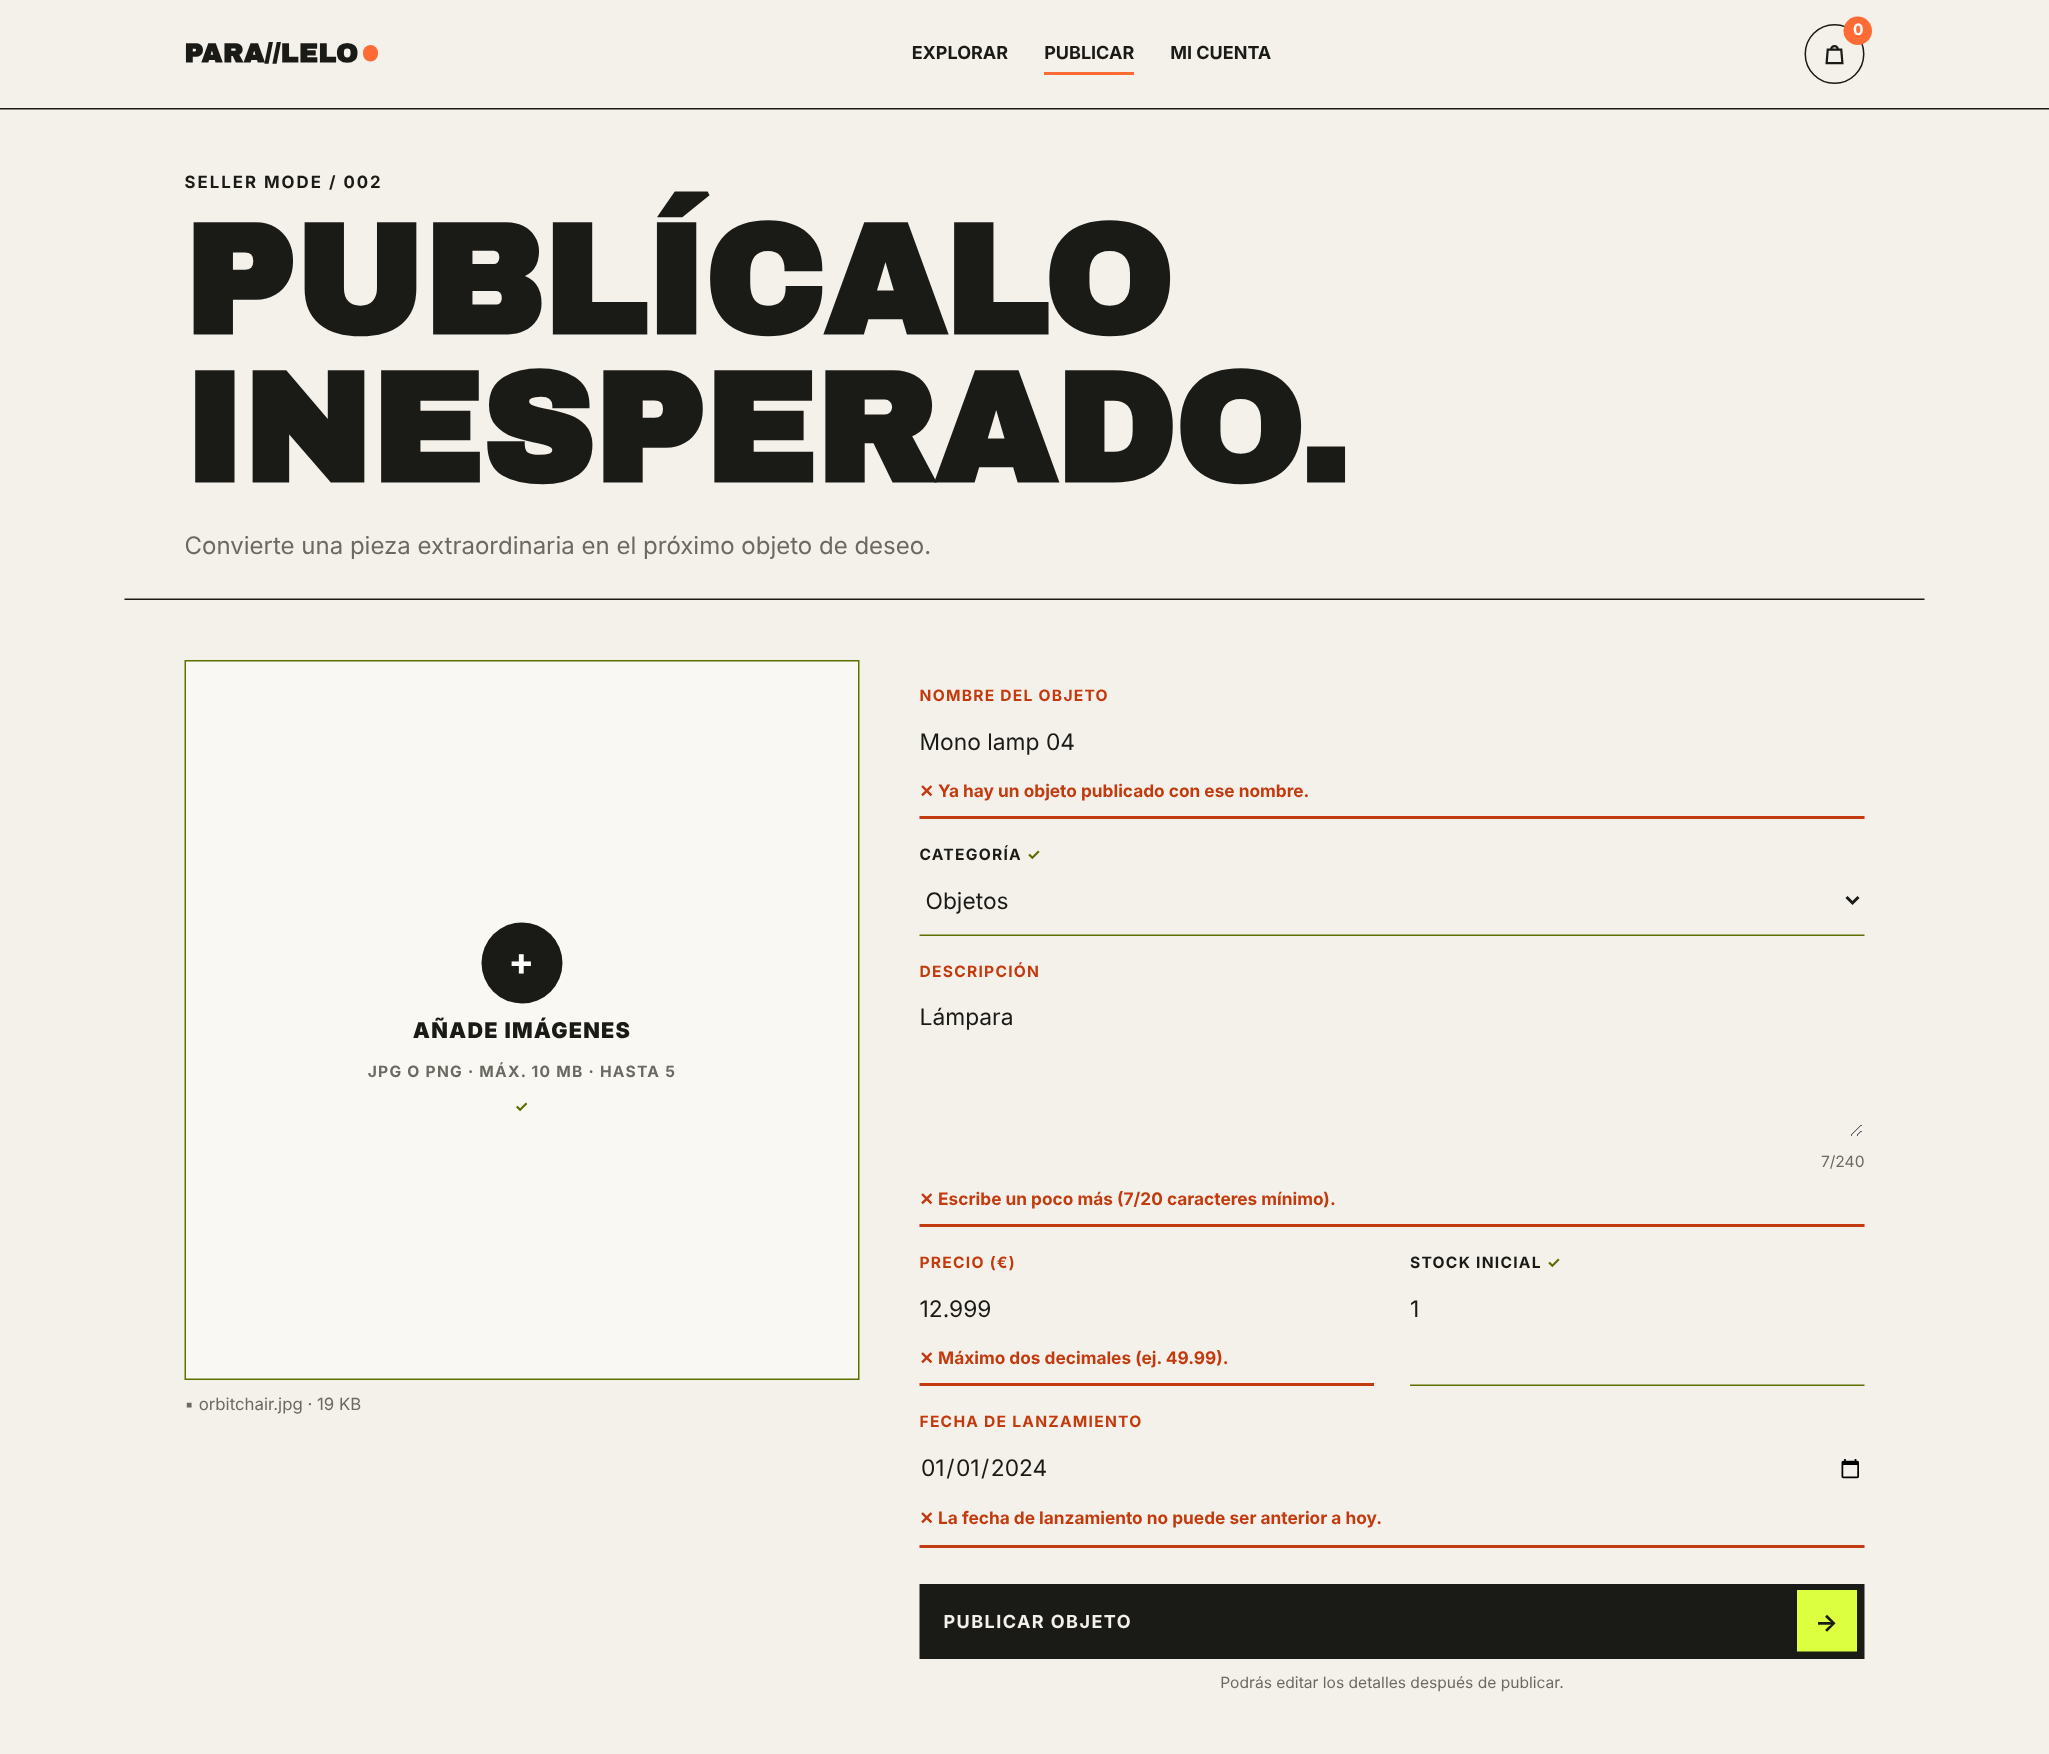 PARA//LELO
EXPLORAR PUBLICAR MI CUENTA
0
SELLER MODE / 002
PUBLÍCALO
INESPERADO.
Convierte una pieza extraordinaria en el próximo objeto de deseo.
+
AÑADE IMÁGENES
JPG O PNG · MÁX. 10 MB · HASTA 5
✓
▪ orbitchair.jpg · 19 KB
NOMBRE DEL OBJETO
Mono lamp 04
✕ Ya hay un objeto publicado con ese nombre.
CATEGORÍA ✓
Objetos
DESCRIPCIÓN
Lámpara
7/240
✕ Escribe un poco más (7/20 caracteres mínimo).
PRECIO (€)
12.999
✕ Máximo dos decimales (ej. 49.99).
STOCK INICIAL ✓
1
FECHA DE LANZAMIENTO
01/01/2024
✕ La fecha de lanzamiento no puede ser anterior a hoy.
PUBLICAR OBJETO →
Podrás editar los detalles después de publicar.